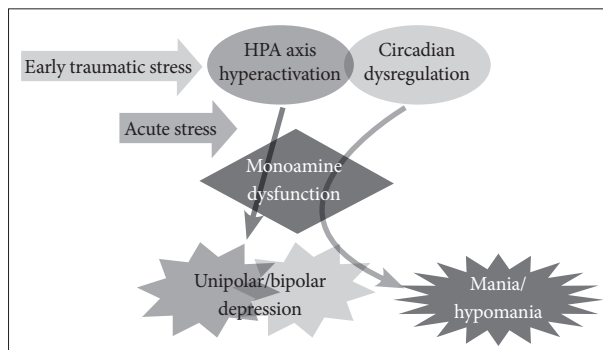 HPA axis
hyperactivation
Circadian
dysregulation
Early traumatic stress
Acute stress
Monoamine
dysfunction
Unipolar/bipolar
depression
Mania/
hypomania